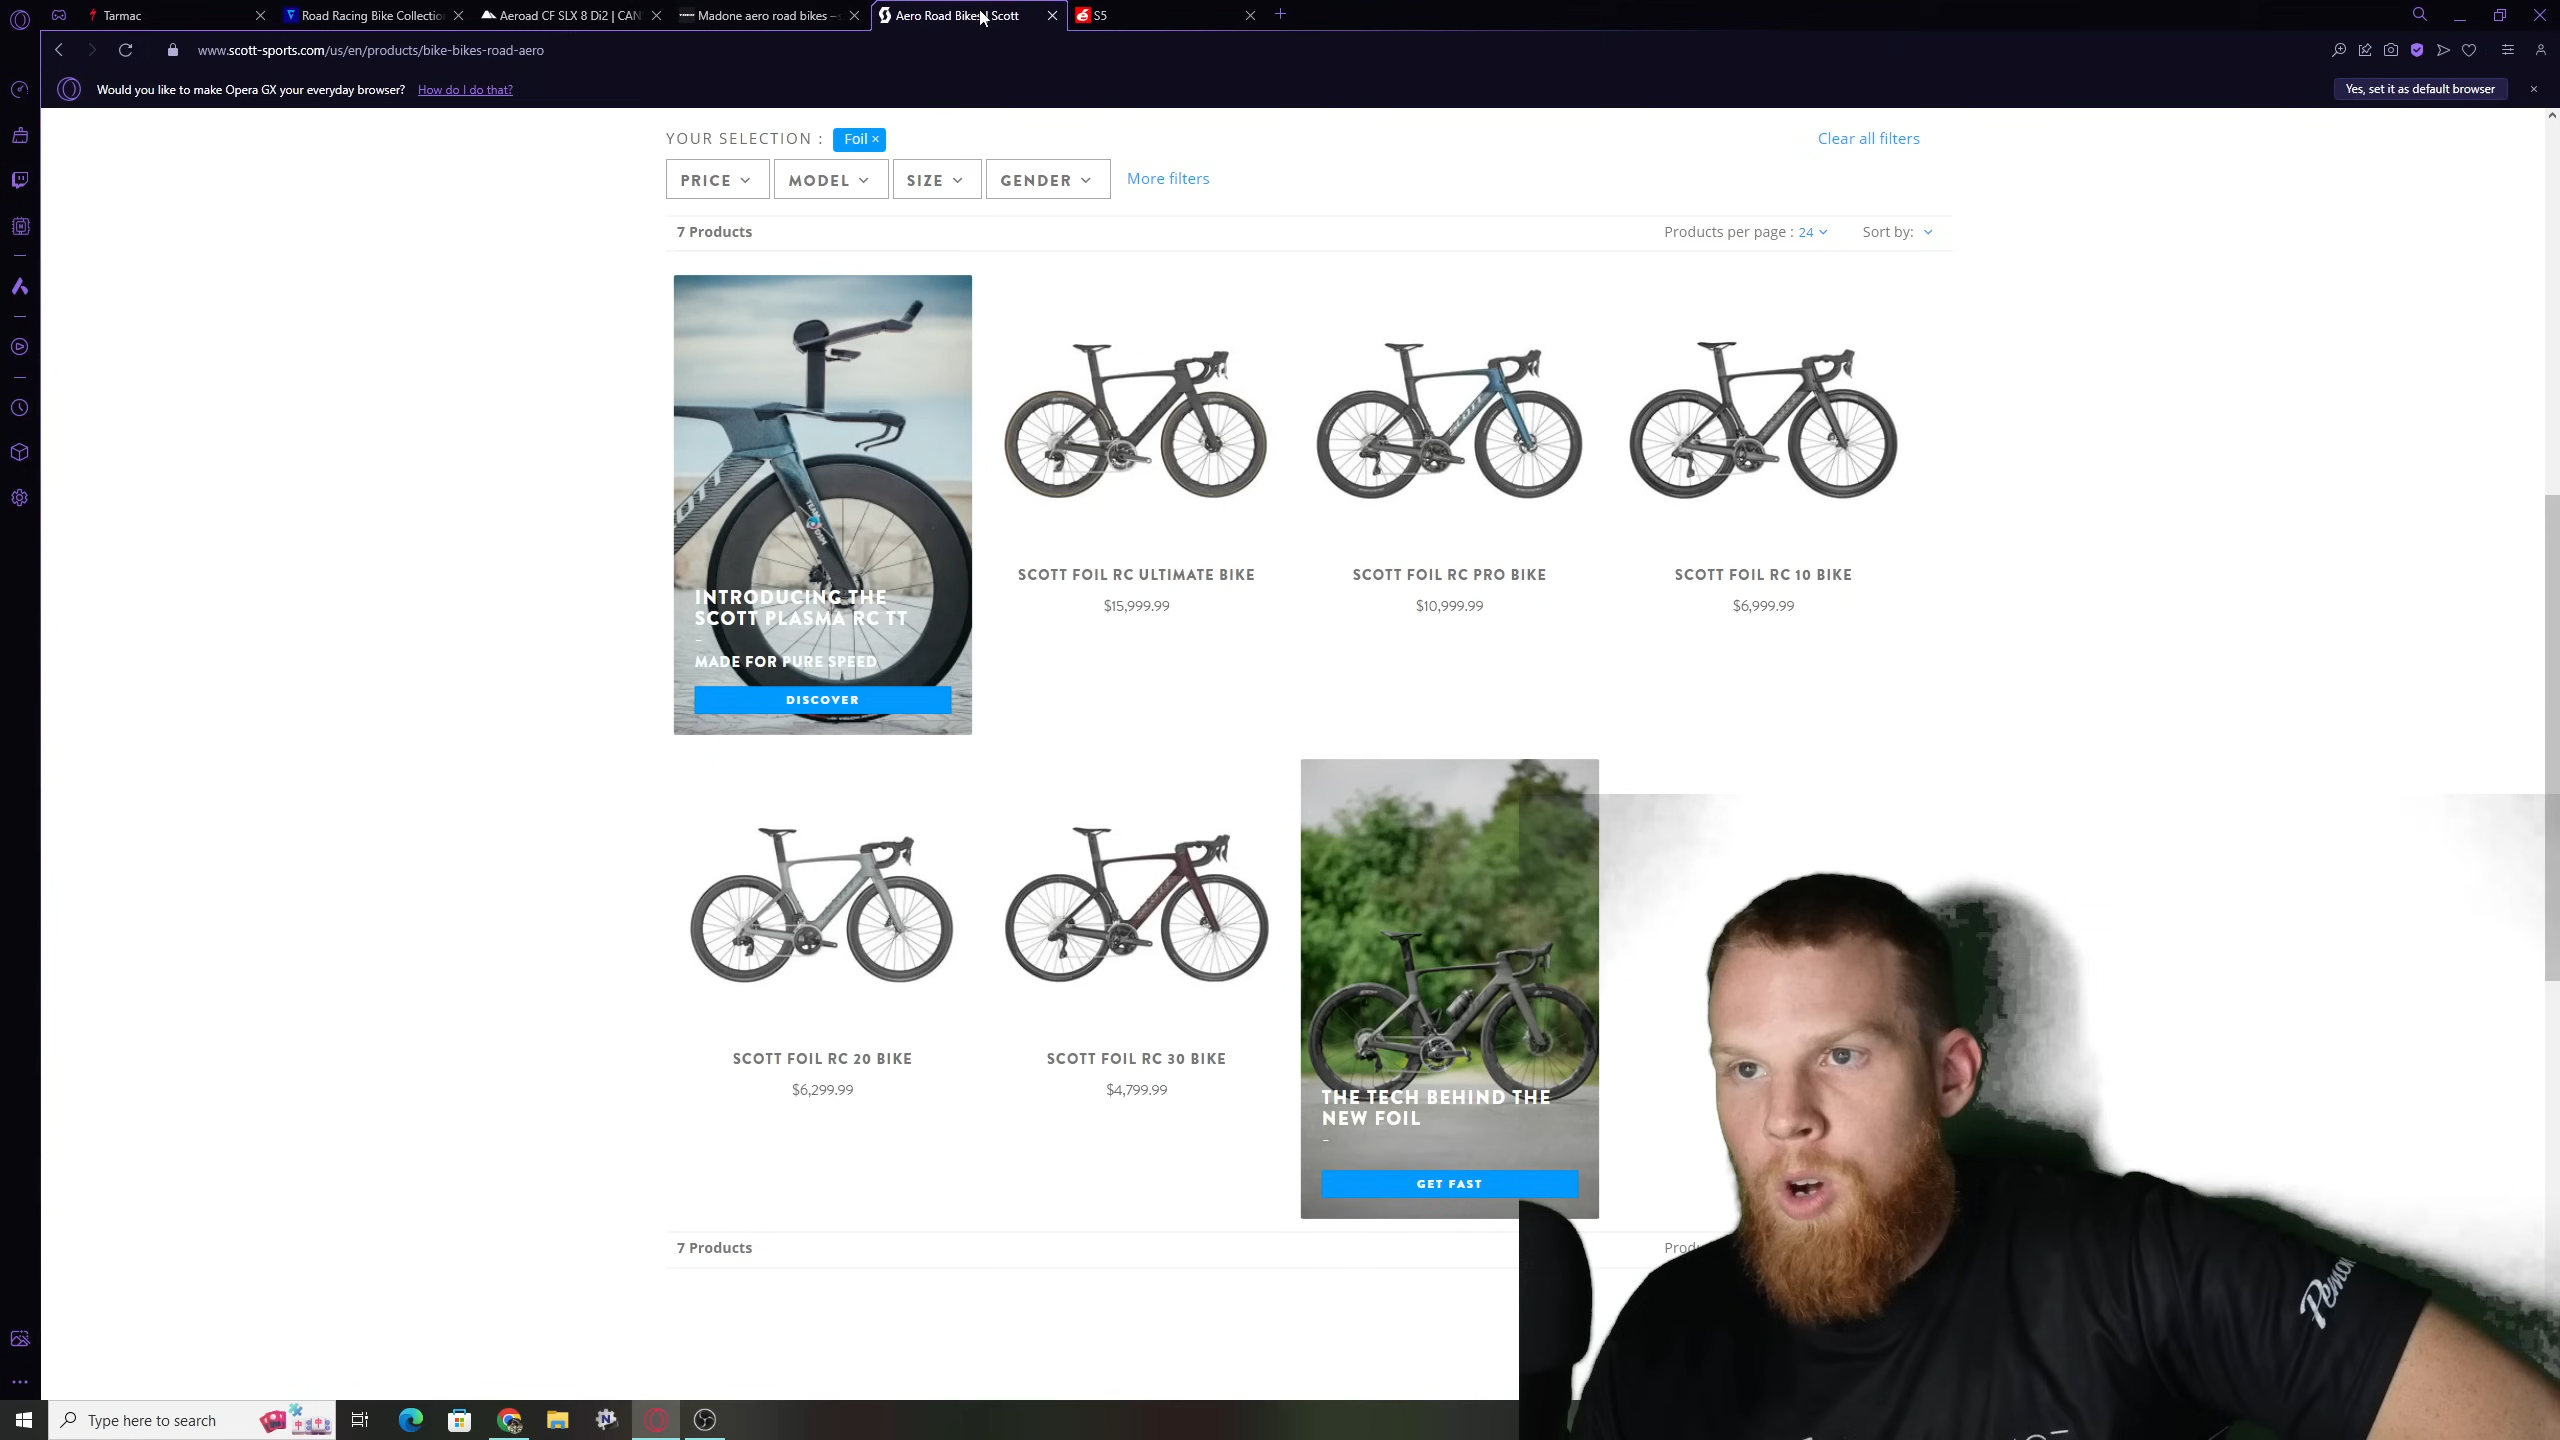 Tarmac
Road Racing Bike Collectio
Aeroad CF SLX 8 Di2 | CAN
Madone aero road bikes –
Aero Road Bikes | Scott
S5
www.scott-sports.com/us/en/products/bike-bikes-road-aero
Would you like to make Opera GX your everyday browser? How do I do that?
Yes, set it as default browser
YOUR SELECTION : Foil ×
Clear all filters
PRICE MODEL SIZE GENDER More filters
7 Products
Products per page : 24 Sort by:
INTRODUCING THE
SCOTT PLASMA RC TT
–
MADE FOR PURE SPEED
DISCOVER
SCOTT FOIL RC ULTIMATE BIKE
$15,999.99
SCOTT FOIL RC PRO BIKE
$10,999.99
SCOTT FOIL RC 10 BIKE
$6,999.99
SCOTT FOIL RC 20 BIKE
$6,299.99
SCOTT FOIL RC 30 BIKE
$4,799.99
THE TECH BEHIND THE
NEW FOIL
–
GET FAST
7 Products
Type here to search